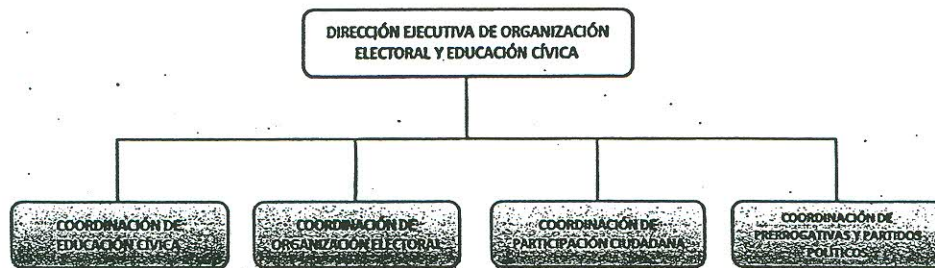 DIRECCIÓN EJECUTIVA DE ORGANIZACIÓN
ELECTORAL Y EDUCACIÓN CÍVICA
COORDINACIÓN DE
EDUCACIÓN CÍVICA
COORDINACIÓN DE
ORGANIZACIÓN ELECTORAL
COORDINACIÓN DE
PARTICIPACIÓN CIUDADANA
COORDINACIÓN DE
PRERROGATIVAS Y PARTIDOS
POLÍTICOS